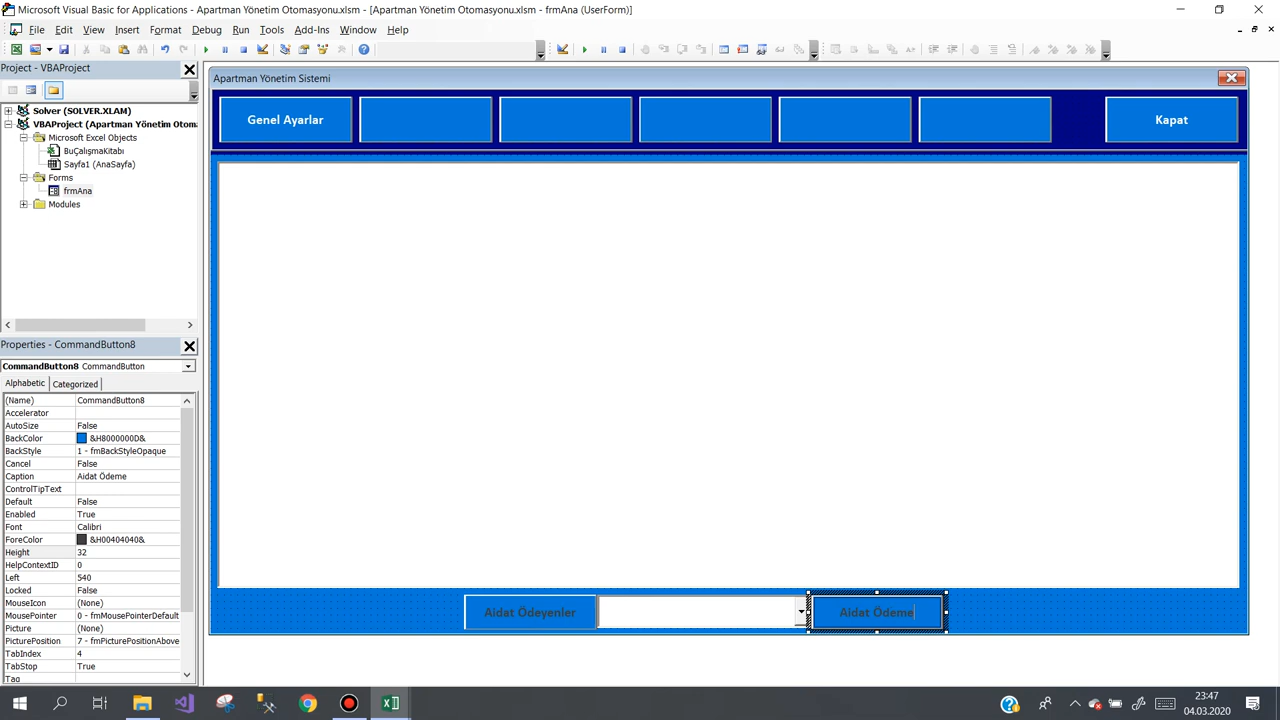 Microsoft Visual Basic for Applications - Apartman Yönetim Otomasyonu.xlsm - [Apartman Yönetim Otomasyonu.xlsm - frmAna (UserForm)]
File Edit View Insert Format Debug Run Tools Add-Ins Window Help
Project - VBAProject
Solver (SOLVER.XLAM)
VBAProject (Apartman Yönetim Otoma
Microsoft Excel Objects
BuÇalışmaKitabı
Sayfa1 (AnaSayfa)
Forms
frmAna
Modules
Properties - CommandButton8
CommandButton8 CommandButton
Alphabetic Categorized
(Name) CommandButton8
Accelerator
AutoSize False
BackColor &H8000000D&
BackStyle 1 - fmBackStyleOpaque
Cancel False
Caption Aidat Ödeme
ControlTipText
Default False
Enabled True
Font Calibri
ForeColor &H00404040&
Height 32
HelpContextID 0
Left 540
Locked False
MouseIcon (None)
MousePointer 0 - fmMousePointerDefault
Picture (None)
PicturePosition 7 - fmPicturePositionAbove
TabIndex 4
TabStop True
Tag
Apartman Yönetim Sistemi
Genel Ayarlar
Kapat
Aidat Ödeyenler
Aidat Ödeme
23:47
04.03.2020